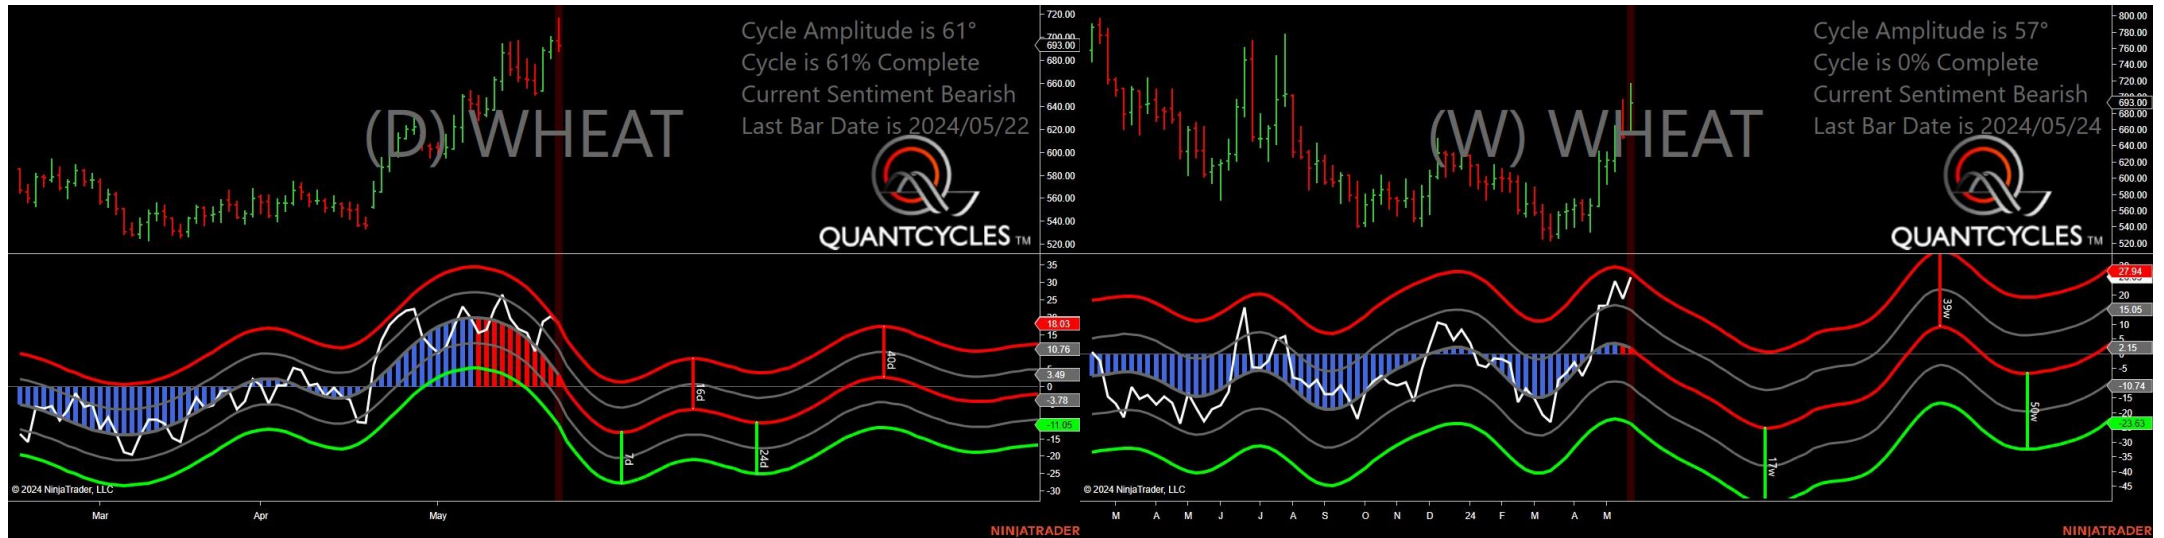 Cycle Amplitude is 61°
Cycle is 61% Complete
Current Sentiment Bearish
Last Bar Date is 2024/05/22
(D) WHEAT
QUANTCYCLES TM
720.00
700.00
693.00
680.00
660.00
640.00
620.00
600.00
580.00
560.00
540.00
520.00
35
30
25
18.03
15
10.76
3.49
0
-3.78
-11.05
-15
-20
-25
-30
7d
16d
24d
40d
© 2024 NinjaTrader, LLC
Mar Apr May
NINJATRADER
Cycle Amplitude is 57°
Cycle is 0% Complete
Current Sentiment Bearish
Last Bar Date is 2024/05/24
(W) WHEAT
QUANTCYCLES TM
800.00
780.00
760.00
740.00
720.00
693.00
680.00
660.00
640.00
620.00
600.00
580.00
560.00
540.00
520.00
27.94
20
15.05
10
2.15
-5
-10.74
-15
-20
-23.63
-30
-35
-40
-45
17w
39w
50w
© 2024 NinjaTrader, LLC
M A M J J A S O N D 24 F M A M
NINJATRADER